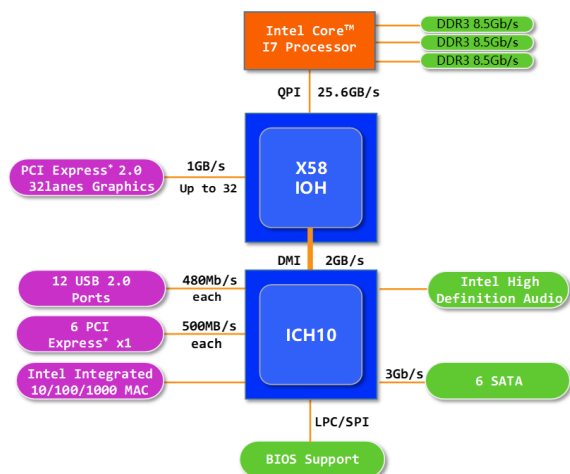 Intel Core™
I7 Processor
DDR3 8.5Gb/s
DDR3 8.5Gb/s
DDR3 8.5Gb/s
QPI 25.6GB/s
X58
IOH
PCI Express* 2.0
32lanes Graphics
1GB/s
Up to 32
DMI 2GB/s
12 USB 2.0
Ports
480Mb/s
each
Intel High
Definition Audio
6 PCI
Express* x1
500MB/s
each
ICH10
Intel Integrated
10/100/1000 MAC
3Gb/s
6 SATA
LPC/SPI
BIOS Support